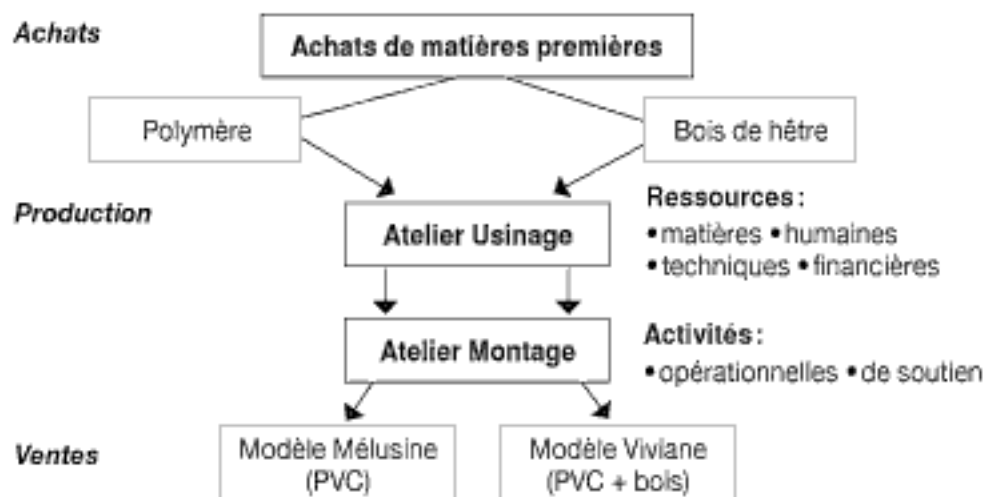 Achats
Achats de matières premières
Polymère
Bois de hêtre
Production
Atelier Usinage
Ressources :
• matières • humaines
• techniques • financières
Atelier Montage
Activités :
• opérationnelles • de soutien
Ventes
Modèle Mélusine
(PVC)
Modèle Viviane
(PVC + bois)